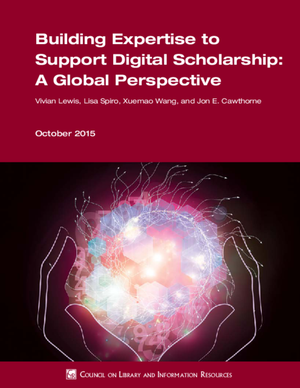 Building Expertise to
Support Digital Scholarship:
A Global Perspective
Vivian Lewis, Lisa Spiro, Xuemao Wang, and Jon E. Cawthorne
October 2015
Council on Library and Information Resources